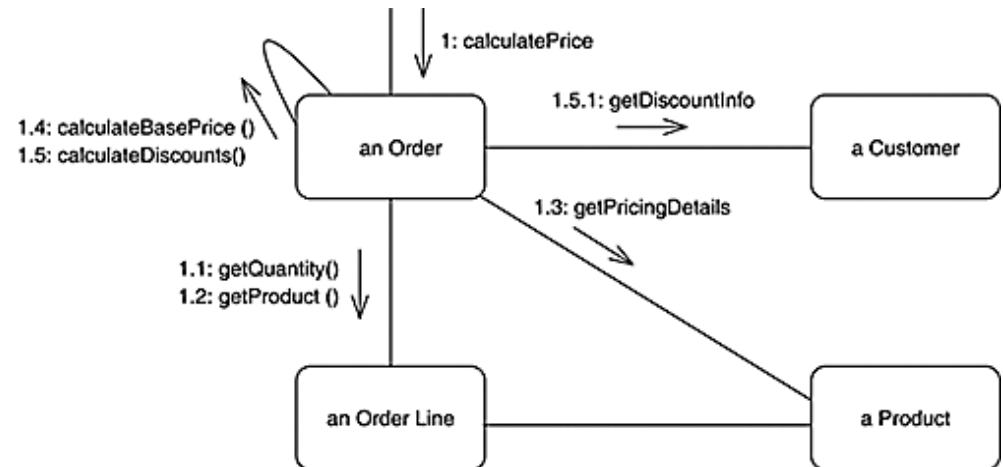 1: calculatePrice
1.5.1: getDiscountInfo
1.4: calculateBasePrice ()
1.5: calculateDiscounts()
an Order
a Customer
1.3: getPricingDetails
1.1: getQuantity()
1.2: getProduct ()
an Order Line
a Product